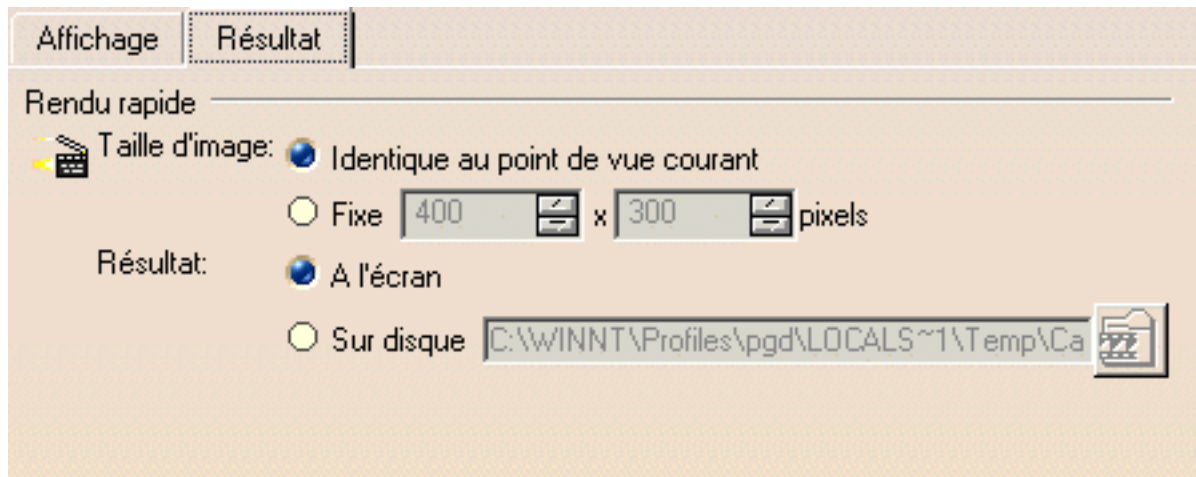 Affichage Résultat
Rendu rapide
Taille d'image: Identique au point de vue courant
Fixe 400 x 300 pixels
Résultat: A l'écran
Sur disque C:\WINNT\Profiles\pgd\LOCALS~1\Temp\Ca